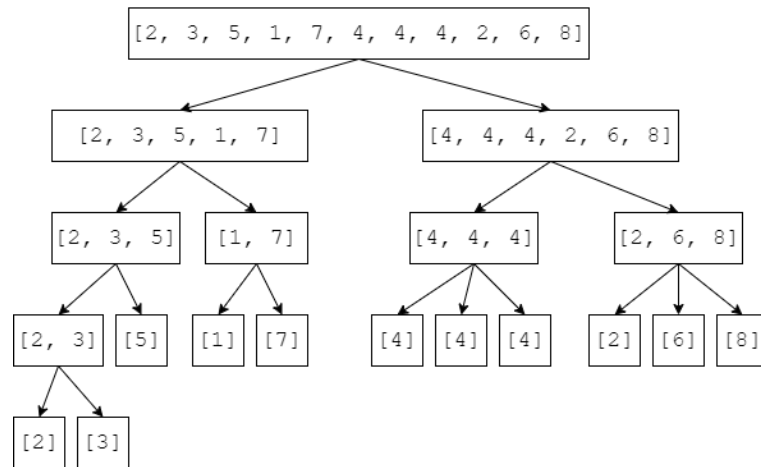 [2, 3, 5, 1, 7, 4, 4, 4, 2, 6, 8]
[2, 3, 5, 1, 7]
[4, 4, 4, 2, 6, 8]
[2, 3, 5]
[1, 7]
[4, 4, 4]
[2, 6, 8]
[2, 3]
[5]
[1]
[7]
[4]
[4]
[4]
[2]
[6]
[8]
[2]
[3]